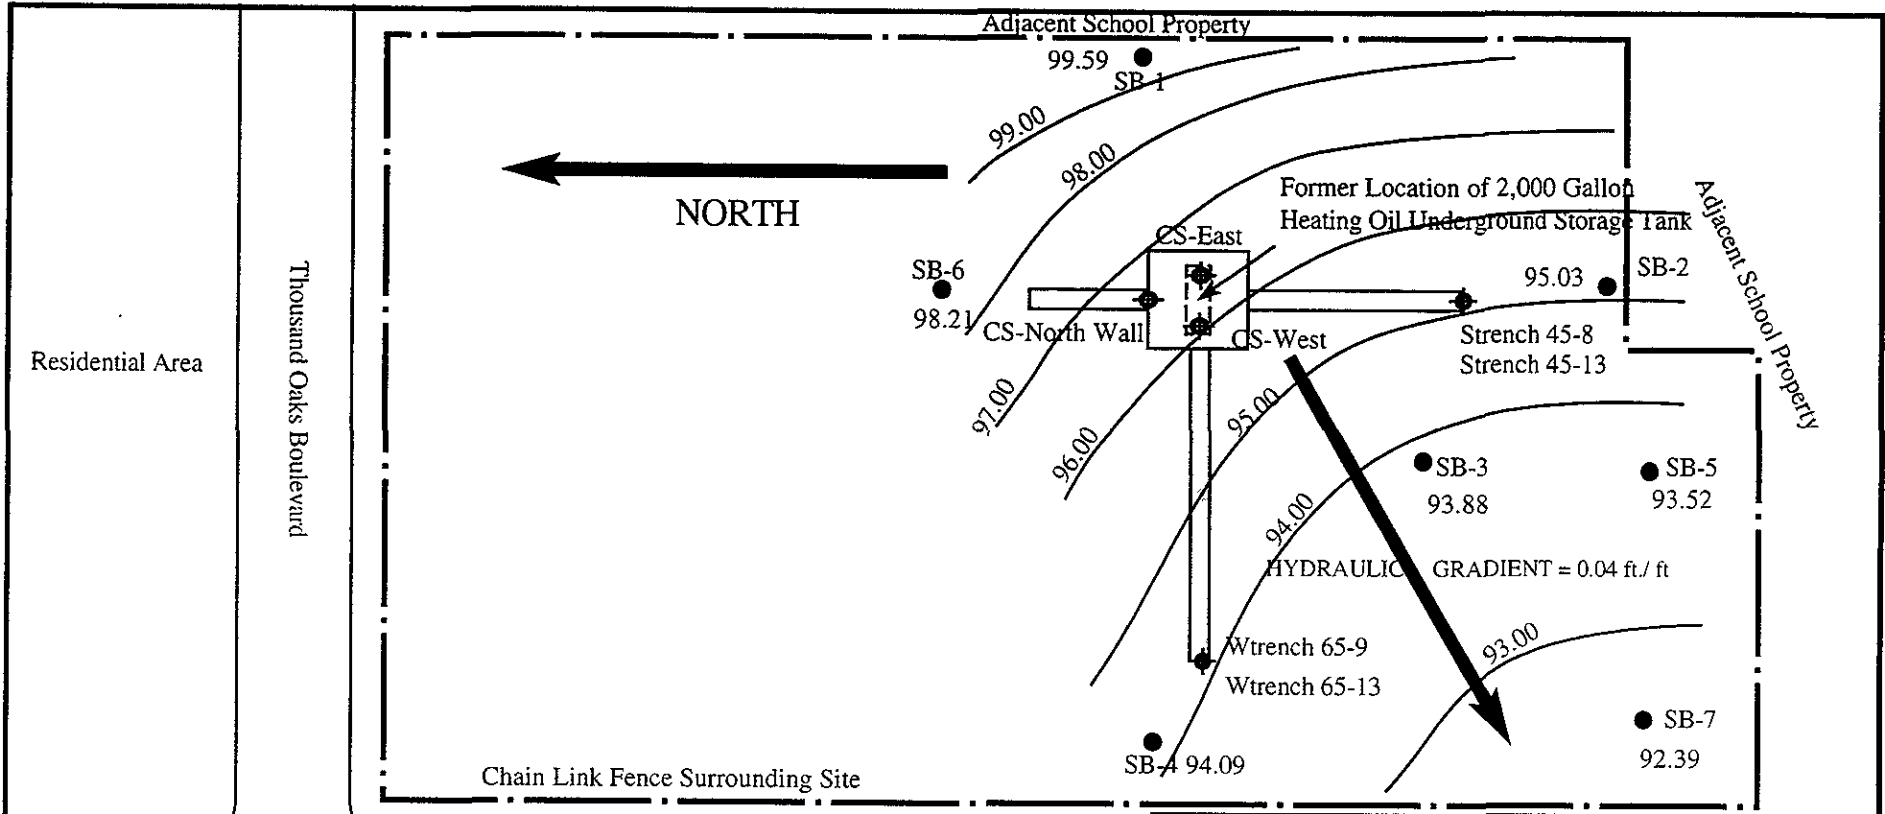 Adjacent School Property
99.59
SB-1
99.00
98.00
NORTH
Former Location of 2,000 Gallon
Heating Oil Underground Storage Tank
Adjacent School Property
CS-East
SB-6
98.21
CS-North Wall
CS-West
95.03
SB-2
Strench 45-8
Strench 45-13
Residential Area
Thousand Oaks Boulevard
97.00
96.00
95.00
94.00
SB-3
93.88
SB-5
93.52
HYDRAULIC GRADIENT = 0.04 ft./ ft
93.00
Wtrench 65-9
Wtrench 65-13
SB-7
92.39
SB-4 94.09
Chain Link Fence Surrounding Site